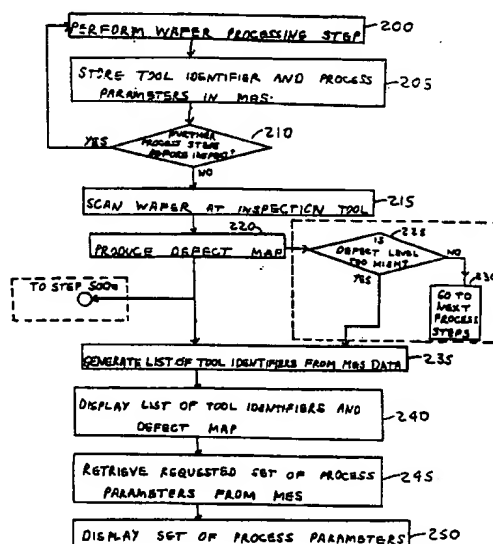 PERFORM WAFER PROCESSING STEP
200
STORE TOOL IDENTIFIER AND PROCESS
PARAMETERS IN MES.
205
FURTHER
PROCESS STEPS
BEFORE INSPECT?
210
YES
NO
SCAN WAFER AT INSPECTION TOOL
215
220
PRODUCE DEFECT MAP
IS
DEFECT LEVEL
TOO HIGH?
225
NO
YES
230
GO TO
NEXT
PROCESS
STEPS
TO STEP 500
GENERATE LIST OF TOOL IDENTIFIERS FROM MES DATA
235
DISPLAY LIST OF TOOL IDENTIFIERS AND
DEFECT MAP
240
RETRIEVE REQUESTED SET OF PROCESS
PARAMETERS FROM MES
245
DISPLAY SET OF PROCESS PARAMETERS
250